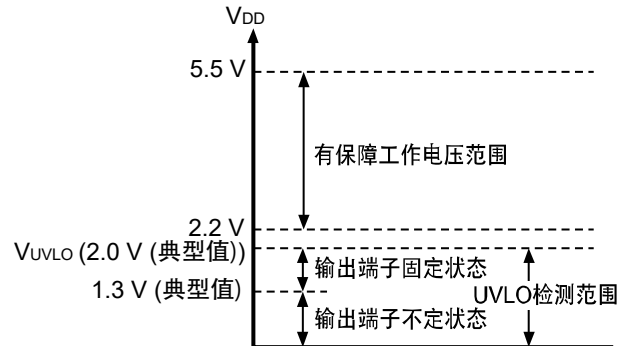 VDD
5.5 V
有保障工作电压范围
2.2 V
VUVLO (2.0 V (典型值))
输出端子固定状态
1.3 V (典型值)
UVLO检测范围
输出端子不定状态